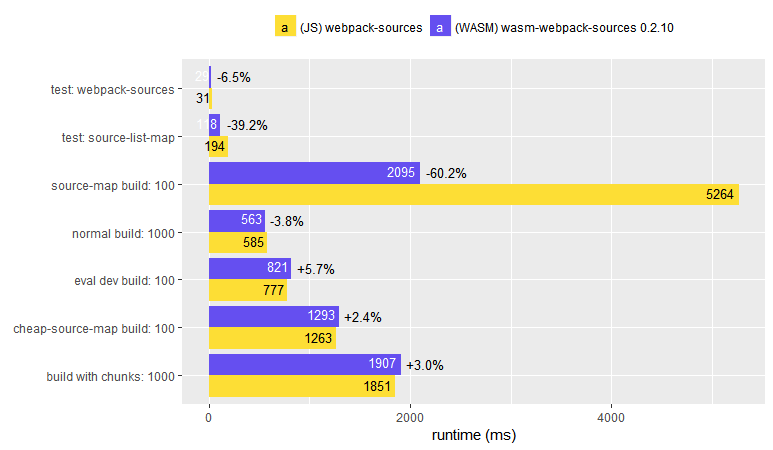 a (JS) webpack-sources a (WASM) wasm-webpack-sources 0.2.10
test: webpack-sources 29 -6.5%
31
test: source-list-map 118 -39.2%
194
source-map build: 100 2095 -60.2%
5264
normal build: 1000 563 -3.8%
585
eval dev build: 100 821 +5.7%
777
cheap-source-map build: 100 1293 +2.4%
1263
build with chunks: 1000 1907 +3.0%
1851
0 2000 4000
runtime (ms)